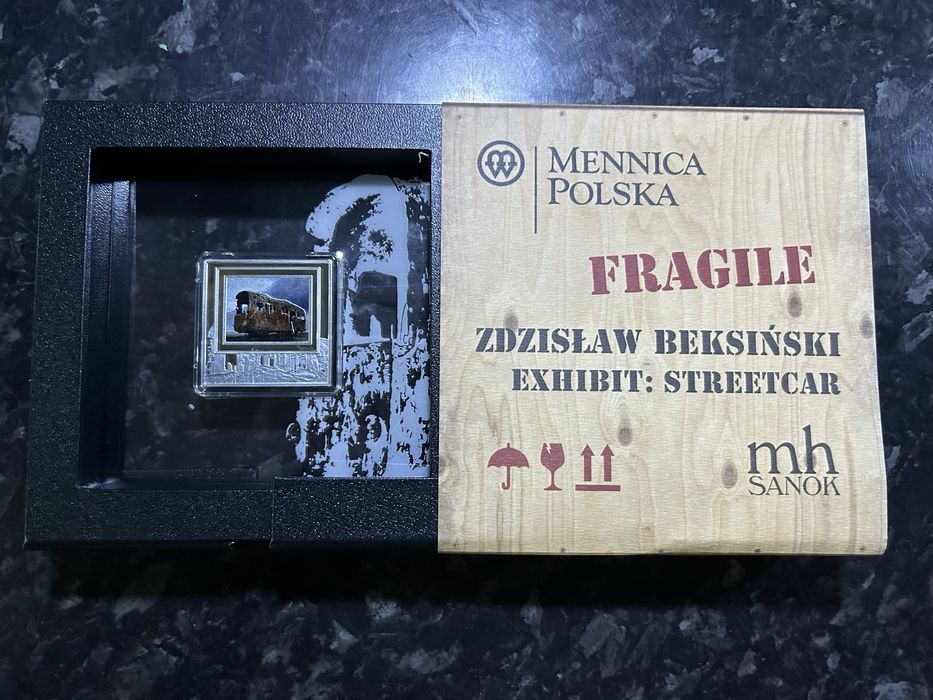 MENNICA
POLSKA
FRAGILE
ZDZISŁAW BEKSIŃSKI
EXHIBIT: STREETCAR
mh
SANOK